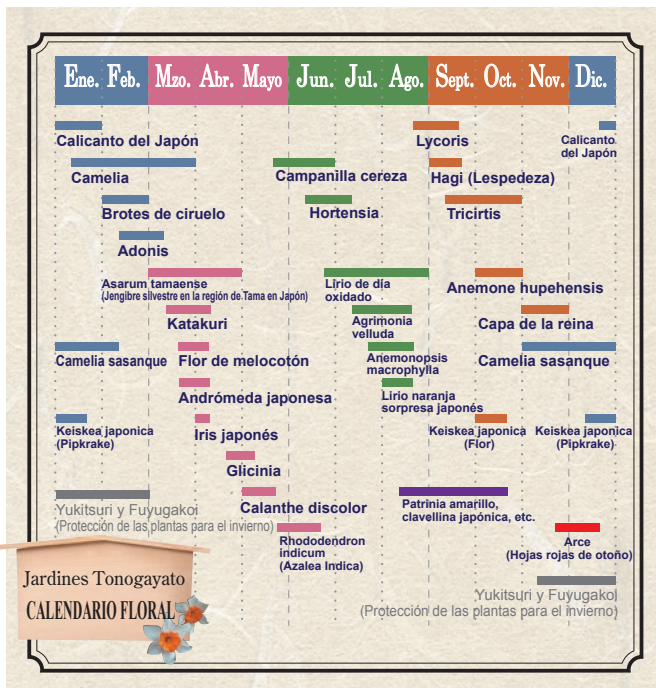 Ene. Feb. Mzo. Abr. Mayo Jun. Jul. Ago. Sept. Oct. Nov. Dic.
Calicanto del Japón
Lycoris
Calicanto
del Japón
Camelia
Campanilla cereza
Hagi (Lespedeza)
Brotes de ciruelo
Hortensia
Tricirtis
Adonis
Asarum tamaense
(Jengibre silvestre en la región de Tama en Japón)
Lirio de día
oxidado
Anemone hupehensis
Katakuri
Agrimonia
velluda
Capa de la reina
Camelia sasanque
Flor de melocotón
Anemonopsis
macrophylla
Camelia sasanque
Andrómeda japonesa
Lirio naranja
sorpresa japonés
Keiskea japonica
(Pipkrake)
Iris japonés
Keiskea japonica
(Flor)
Keiskea japonica
(Pipkrake)
Glicinia
Yukitsuri y Fuyugakoi
(Protección de las plantas para el invierno)
Calanthe discolor
Patrinia amarillo,
clavellina japónica, etc.
Rhododendron
indicum
(Azalea Indica)
Arce
(Hojas rojas de otoño)
Yukitsuri y Fuyugakoi
(Protección de las plantas para el invierno)
Jardines Tonogayato
CALENDARIO FLORAL